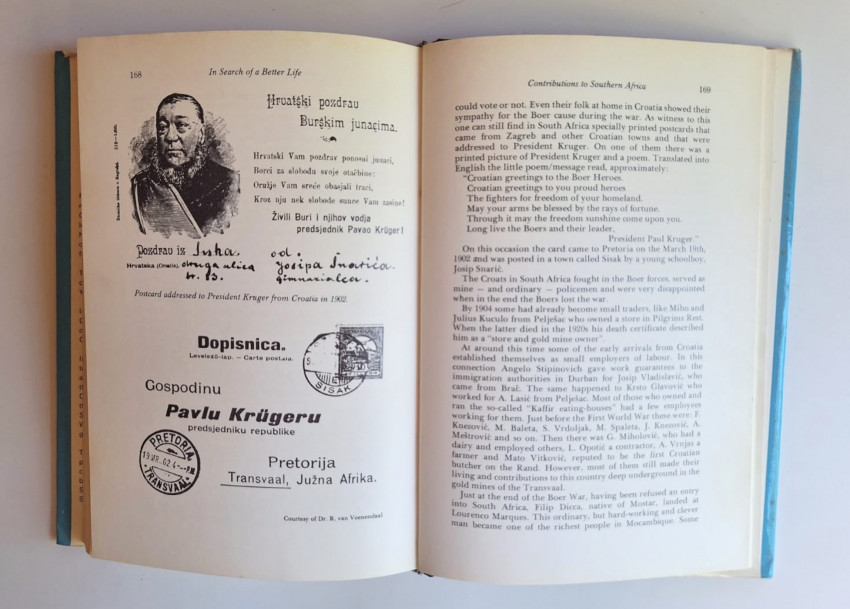 168
In Search of a Better Life
Hrvatski pozdrav
Burskim junacima.
Hrvatski Vam pozdrav ponosni junaci,
Borci za slobodu svoje otačbine:
Oružje Vam sreće obasjali traci,
Kroz nju nek slobode sunce Vam zasine!
Živili Buri i njihov vodja
predsjednik Pavao Krüger!
Pozdrav iz Siska. od.
Hrvatska (Croatia). druga ulica Josipa Snarića.
br. 13. gimnazialca.
Postcard addressed to President Kruger from Croatia in 1902.
Dopisnica.
Levelező-lap. — Carte postale.
SISAK
Gospodinu
Pavlu Krügeru
predsjedniku republike
PRETORIA
19 MR. 02
TRANSVAAL
Pretorija
Transvaal, Južna Afrika.
Courtesy of Dr. R. van Voenendaal
Contributions to Southern Africa
169
could vote or not. Even their folk at home in Croatia showed their
sympathy for the Boer cause during the war. As witness to this
one can still find in South Africa specially printed postcards that
came from Zagreb and other Croatian towns and that were
addressed to President Kruger. On one of them there was a
printed picture of President Kruger and a poem. Translated into
English the little poem/message read, approximately:
"Croatian greetings to the Boer Heroes.
Croatian greetings to you proud heroes
The fighters for freedom of your homeland.
May your arms be blessed by the rays of fortune.
Through it may the freedom sunshine come upon you.
Long live the Boers and their leader,
President Paul Kruger."
On this occasion the card came to Pretoria on the March 19th,
1902 and was posted in a town called Sisak by a young schoolboy,
Josip Snarić.
The Croats in South Africa fought in the Boer forces, served as
mine — and ordinary — policemen and were very disappointed
when in the end the Boers lost the war.
By 1904 some had already become small traders, like Miho and
Julius Kuculo from Pelješac who owned a store in Pilgrims Rest.
When the latter died in the 1920s his death certificate described
him as a "store and gold mine owner".
At around this time some of the early arrivals from Croatia
established themselves as small employers of labour. In this
connection Angelo Stipinovich gave work guarantees to the
immigration authorities in Durban for Josip Vladislavić, who
came from Brač. The same happened to Krsto Glavović who
worked for A. Lasić from Pelješac. Most of those who owned and
ran the so-called "Kaffir eating-houses" had a few employees
working for them. Just before the First World War these were: F.
Knezović, M. Baleta, S. Vrdoljak, M. Spaleta, J. Knezović, A.
Meštrović and so on. Then there was G. Miholović, who had a
dairy and employed others, L. Opotić a contractor, A. Vrnjas a
farmer and Mato Vitković, reputed to be the first Croatian
butcher on the Rand. However, most of them still made their
living and contributions to this country deep underground in the
gold mines of the Transvaal.
Just at the end of the Boer War, having been refused an entry
into South Africa, Filip Dicca, native of Mostar, landed at
Lourenco Marques. This ordinary, but hard-working and clever
man became one of the richest people in Mocambique. Some